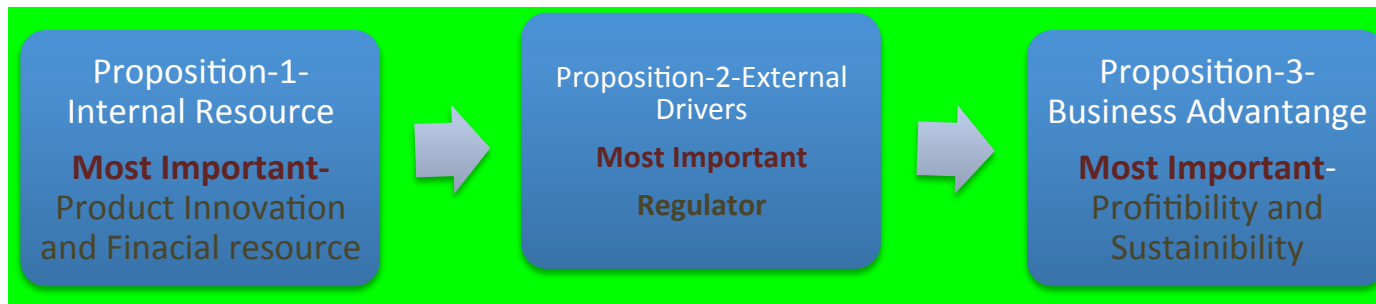 Proposition-1-
Internal Resource
Most Important-
Product Innovation
and Finacial resource
Proposition-2-External
Drivers
Most Important
Regulator
Proposition-3-
Business Advantange
Most Important-
Profitibility and
Sustainibility